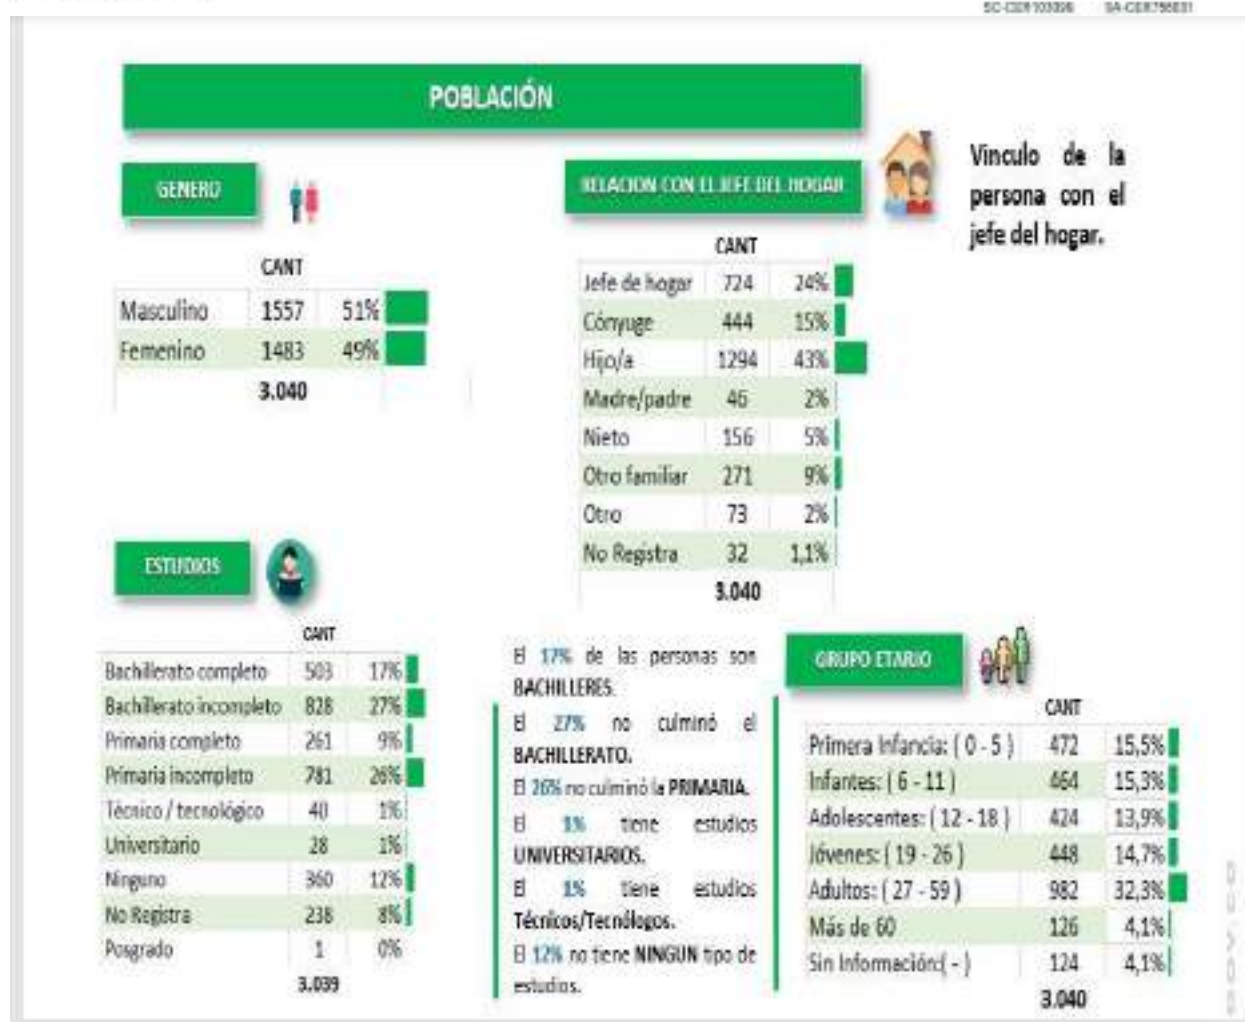 POBLACIÓN
GENERO
CANT
Masculino 1557 51%
Femenino 1483 49%
3.040
RELACION CON EL JEFE DEL HOGAR
Vinculo de la
persona con el
jefe del hogar.
CANT
Jefe de hogar 724 24%
Cónyuge 444 15%
Hijo/a 1294 43%
Madre/padre 46 2%
Nieto 156 5%
Otro familiar 271 9%
Otro 73 2%
No Registra 32 1,1%
3.040
ESTUDIOS
CANT
Bachillerato completo 503 17%
Bachillerato incompleto 828 27%
Primaria completo 261 9%
Primaria incompleto 781 26%
Técnico / tecnológico 40 1%
Universitario 28 1%
Ninguno 360 12%
No Registra 238 8%
Posgrado 1 0%
3.039
El 17% de las personas son
BACHILLERES.
El 27% no culminó el
BACHILLERATO.
El 26% no culminó la PRIMARIA.
El 1% tiene estudios
UNIVERSITARIOS.
El 1% tiene estudios
Técnicos/Tecnólogos.
El 12% no tiene NINGUN tipo de
estudios.
GRUPO ETARIO
CANT
Primera Infancia: ( 0 - 5 ) 472 15,5%
Infantes: ( 6 - 11 ) 464 15,3%
Adolescentes: ( 12 - 18 ) 424 13,9%
Jóvenes: ( 19 - 26 ) 448 14,7%
Adultos: ( 27 - 59 ) 982 32,3%
Más de 60 126 4,1%
Sin Información:( - ) 124 4,1%
3.040